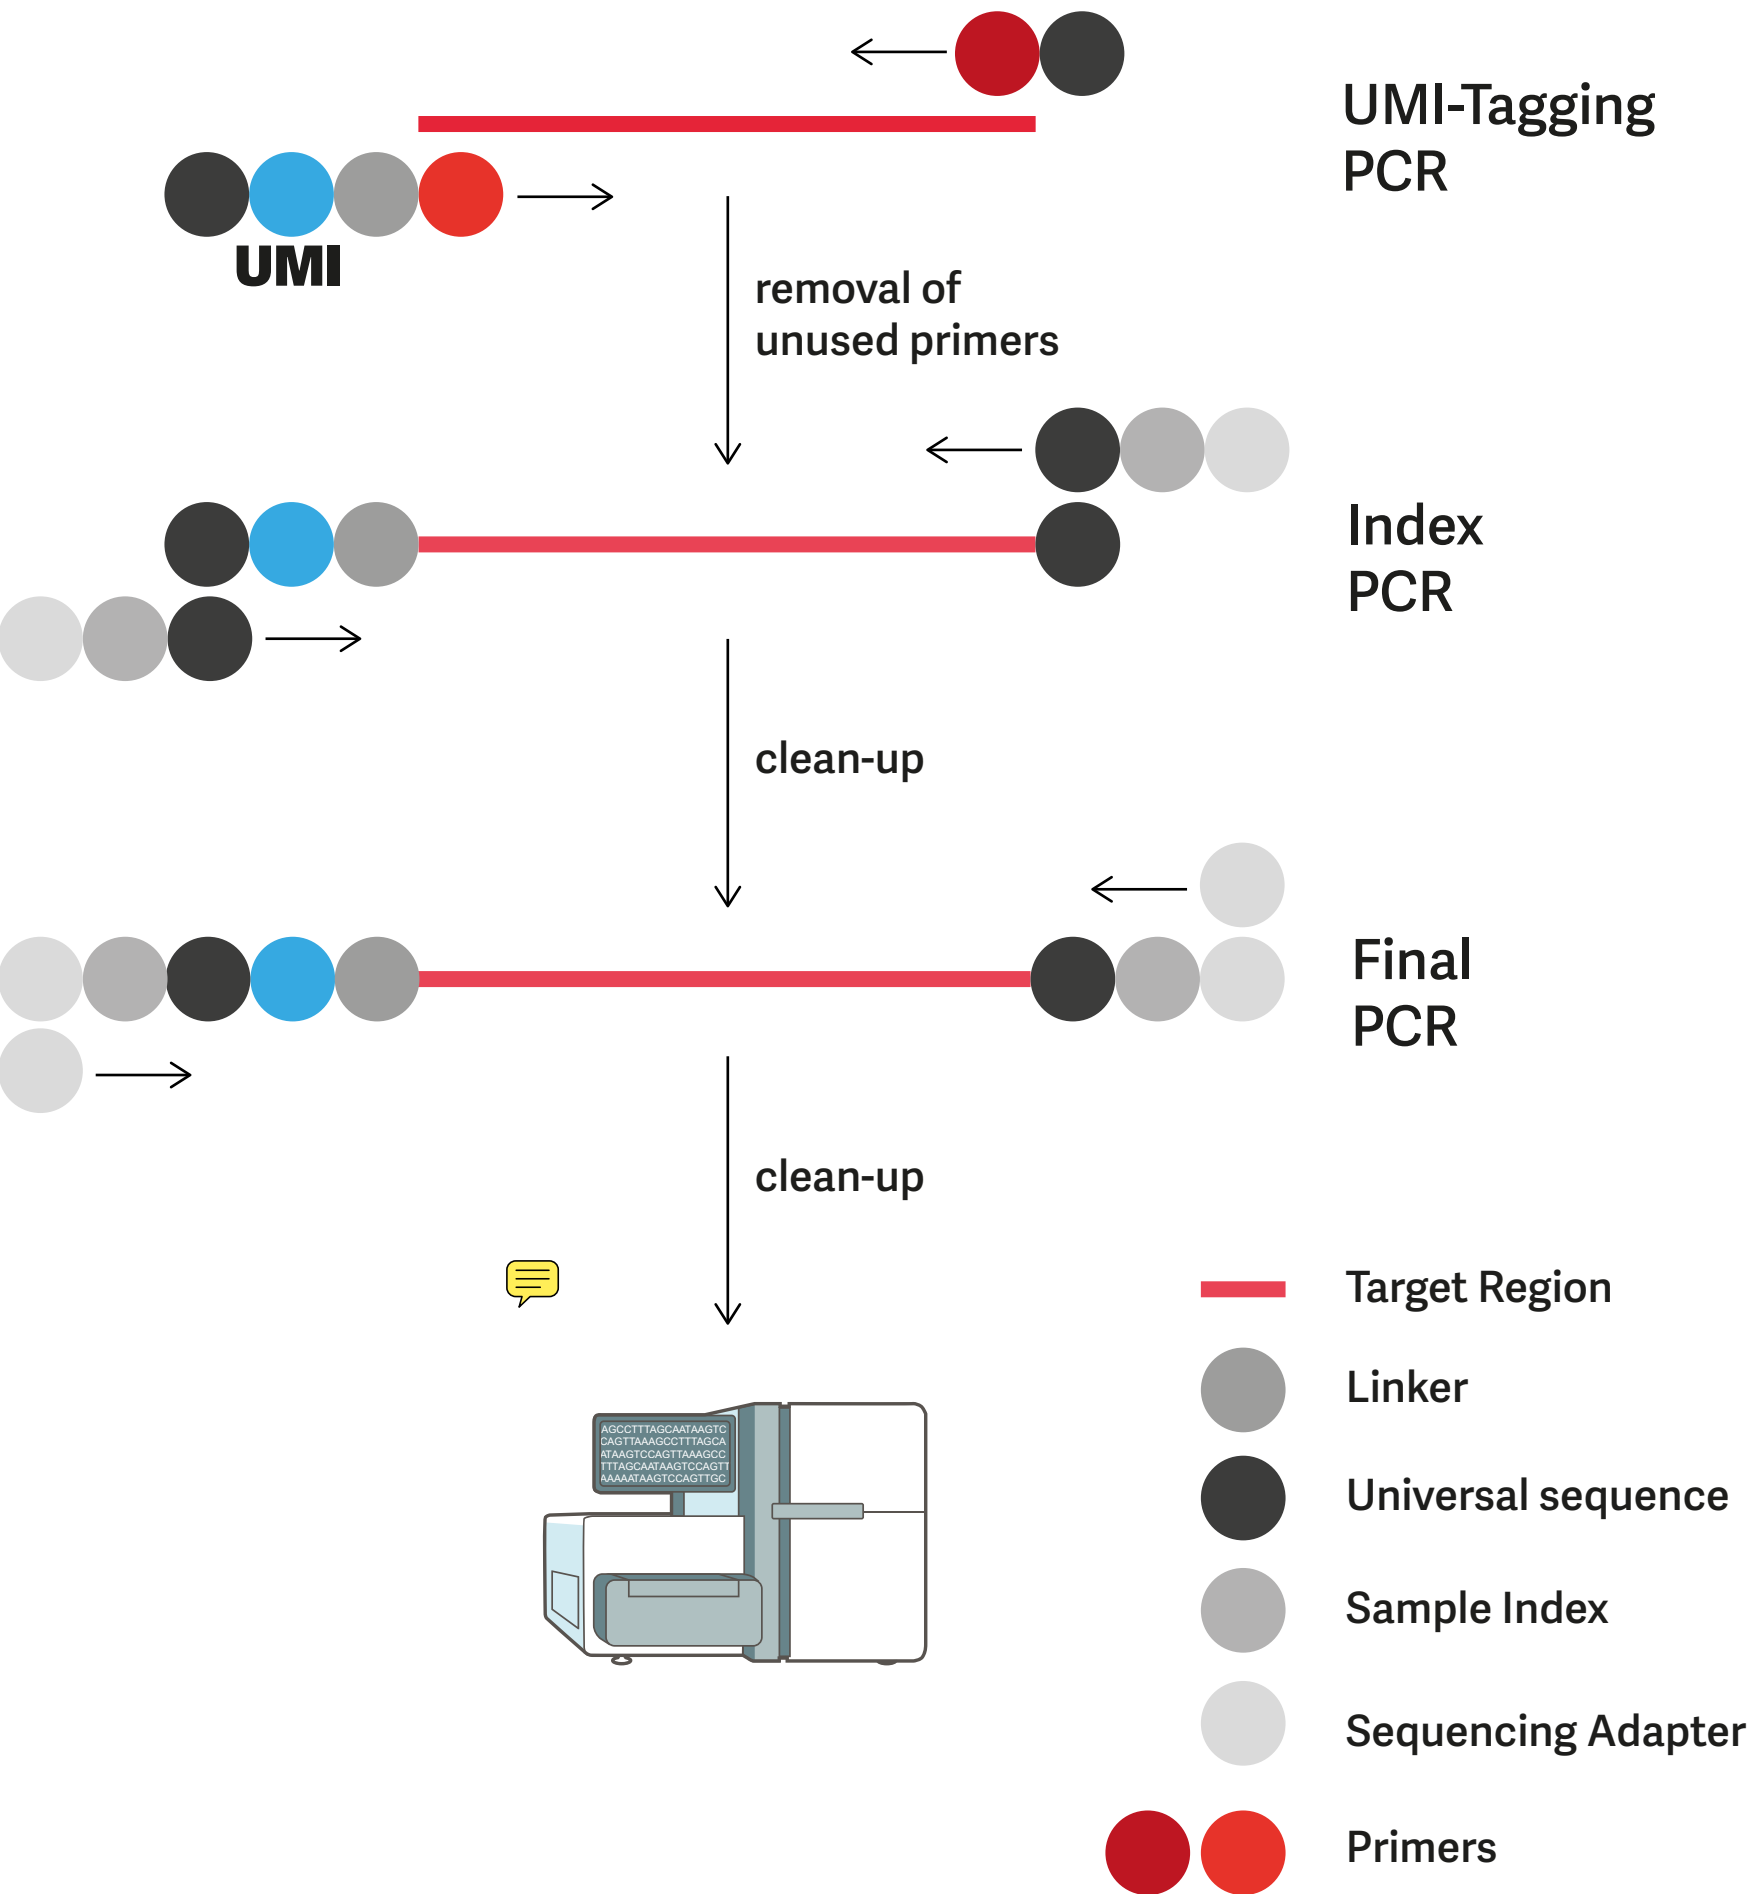 UMI-Tagging
PCR
UMI
removal of
unused primers
Index
PCR
clean-up
Final
PCR
clean-up
Target Region
Linker
AGCCTTTAGCAATAAGTC
CAGTTAAAGCCTTTAGCA
ATAAGTCCAGTTAAAGCC
TTTAGCAATAAGTCCAGTT
AAAAATAAGTCCAGTTGC
Universal sequence
Sample Index
Sequencing Adapter
Primers